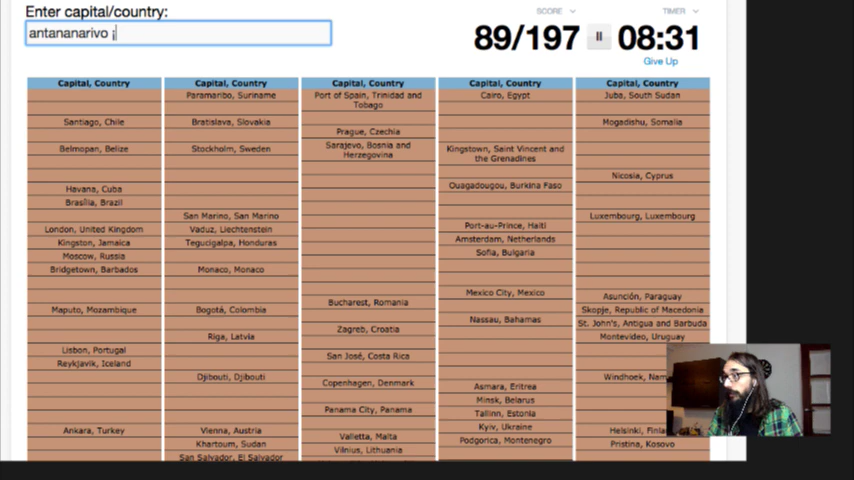 Enter capital/country:
antananarivo ¡
SCORE
TIMER
89/197
08:31
Give Up
Capital, Country
Santiago, Chile
Belmopan, Belize
Havana, Cuba
Brasília, Brazil
London, United Kingdom
Kingston, Jamaica
Moscow, Russia
Bridgetown, Barbados
Maputo, Mozambique
Lisbon, Portugal
Reykjavik, Iceland
Ankara, Turkey
Capital, Country
Paramaribo, Suriname
Bratislava, Slovakia
Stockholm, Sweden
San Marino, San Marino
Vaduz, Liechtenstein
Tegucigalpa, Honduras
Monaco, Monaco
Bogotá, Colombia
Riga, Latvia
Djibouti, Djibouti
Vienna, Austria
Khartoum, Sudan
San Salvador, El Salvador
Capital, Country
Port of Spain, Trinidad and
Tobago
Prague, Czechia
Sarajevo, Bosnia and
Herzegovina
Bucharest, Romania
Zagreb, Croatia
San José, Costa Rica
Copenhagen, Denmark
Panama City, Panama
Valletta, Malta
Vilnius, Lithuania
Capital, Country
Cairo, Egypt
Kingstown, Saint Vincent and
the Grenadines
Ouagadougou, Burkina Faso
Port-au-Prince, Haiti
Amsterdam, Netherlands
Sofia, Bulgaria
Mexico City, Mexico
Nassau, Bahamas
Asmara, Eritrea
Minsk, Belarus
Tallinn, Estonia
Kyiv, Ukraine
Podgorica, Montenegro
Capital, Country
Juba, South Sudan
Mogadishu, Somalia
Nicosia, Cyprus
Luxembourg, Luxembourg
Asunción, Paraguay
Skopje, Republic of Macedonia
St. John's, Antigua and Barbuda
Montevideo, Uruguay
Windhoek, Nam
Helsinki, Finla
Pristina, Kosovo